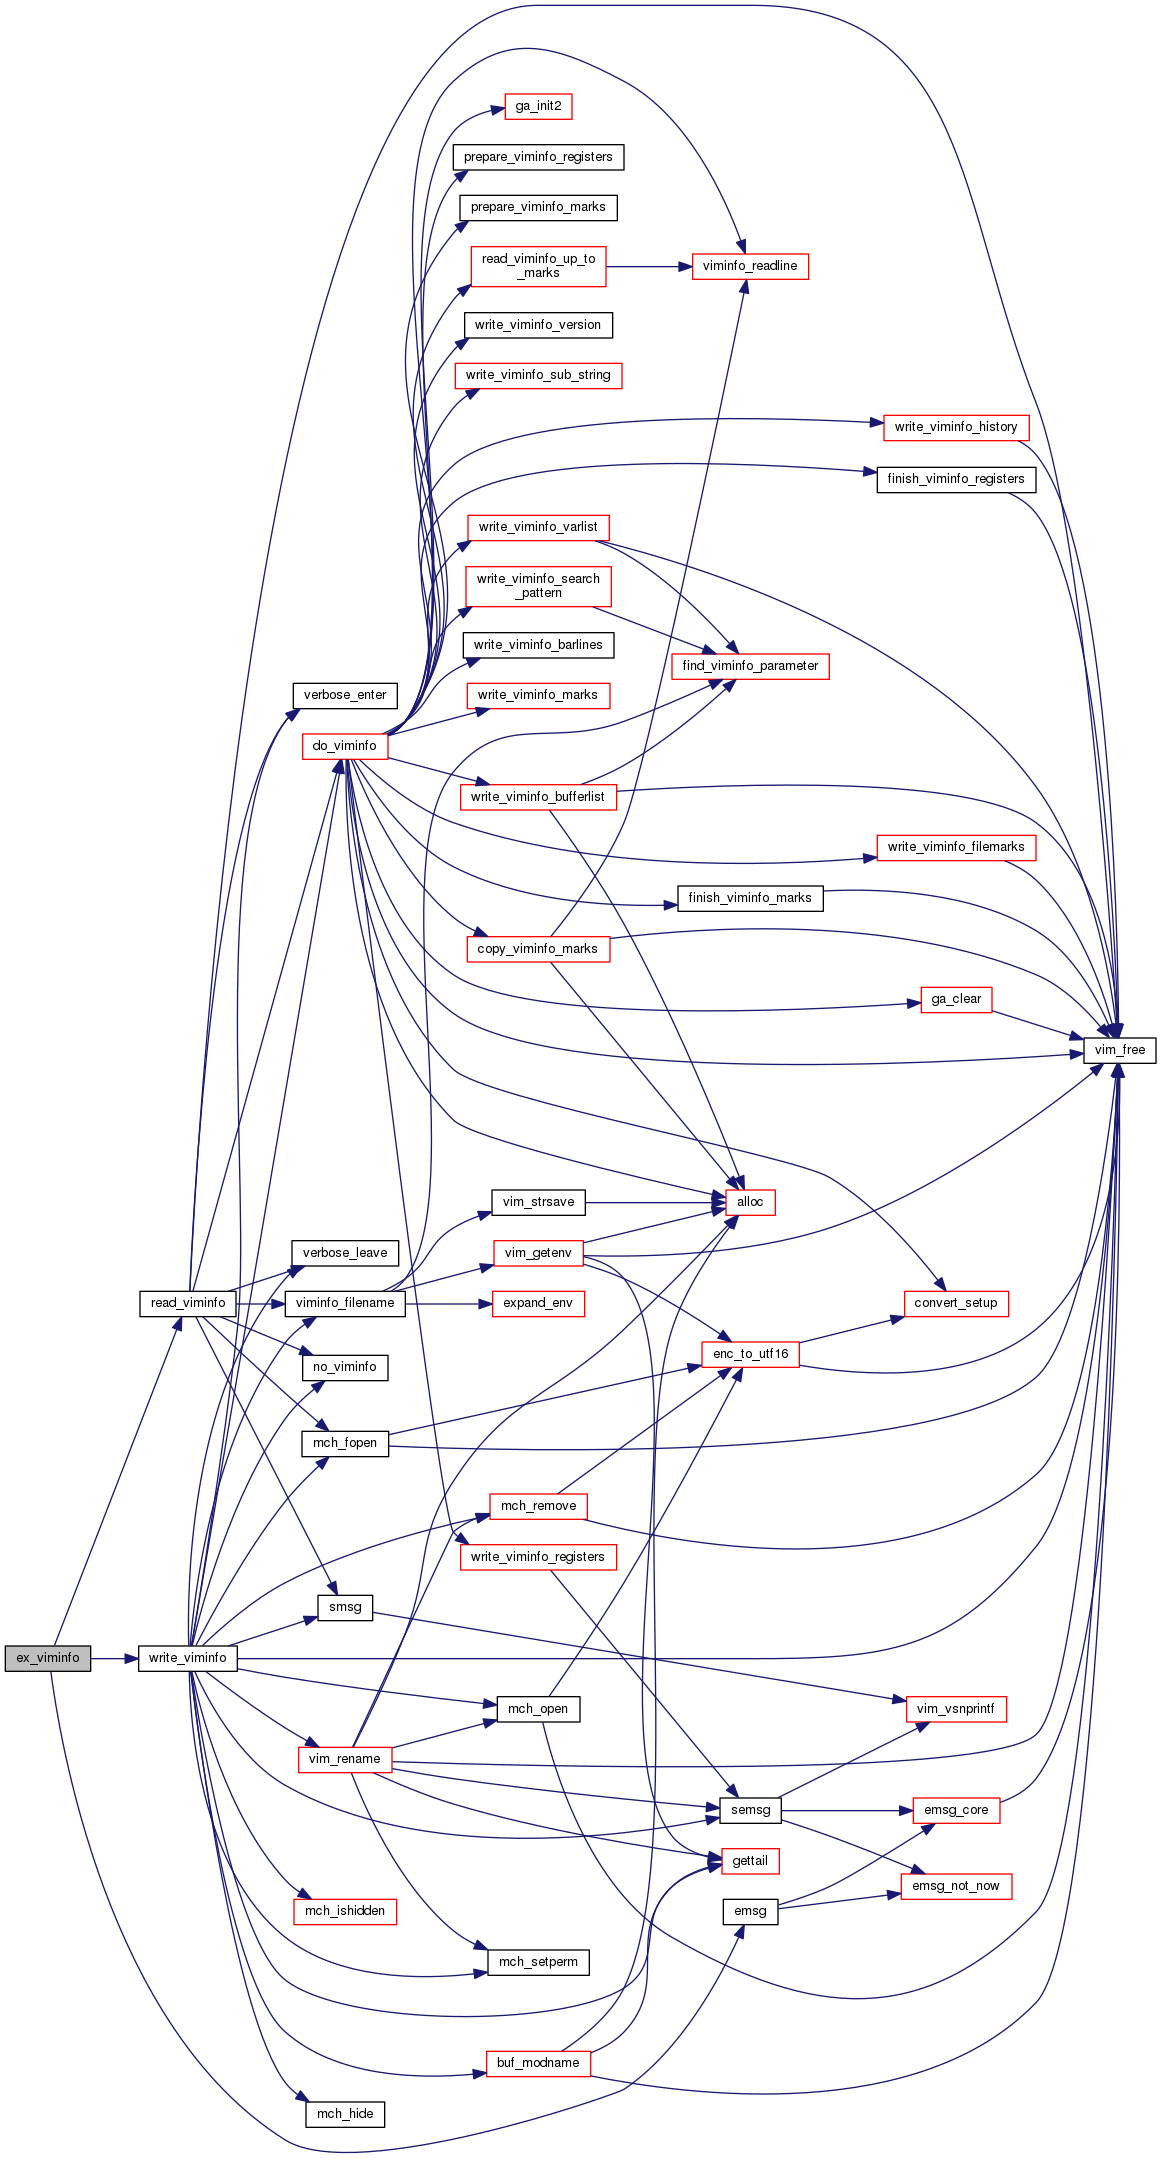 ga_init2
prepare_viminfo_registers
prepare_viminfo_marks
read_viminfo_up_to
_marks
viminfo_readline
write_viminfo_version
write_viminfo_sub_string
write_viminfo_history
finish_viminfo_registers
write_viminfo_varlist
write_viminfo_search
_pattern
write_viminfo_barlines
find_viminfo_parameter
verbose_enter
write_viminfo_marks
do_viminfo
write_viminfo_bufferlist
write_viminfo_filemarks
finish_viminfo_marks
copy_viminfo_marks
ga_clear
vim_free
vim_strsave
alloc
verbose_leave
vim_getenv
read_viminfo
viminfo_filename
expand_env
convert_setup
enc_to_utf16
no_viminfo
mch_fopen
mch_remove
write_viminfo_registers
smsg
ex_viminfo
write_viminfo
mch_open
vim_vsnprintf
vim_rename
semsg
emsg_core
gettail
emsg_not_now
mch_ishidden
emsg
mch_setperm
buf_modname
mch_hide